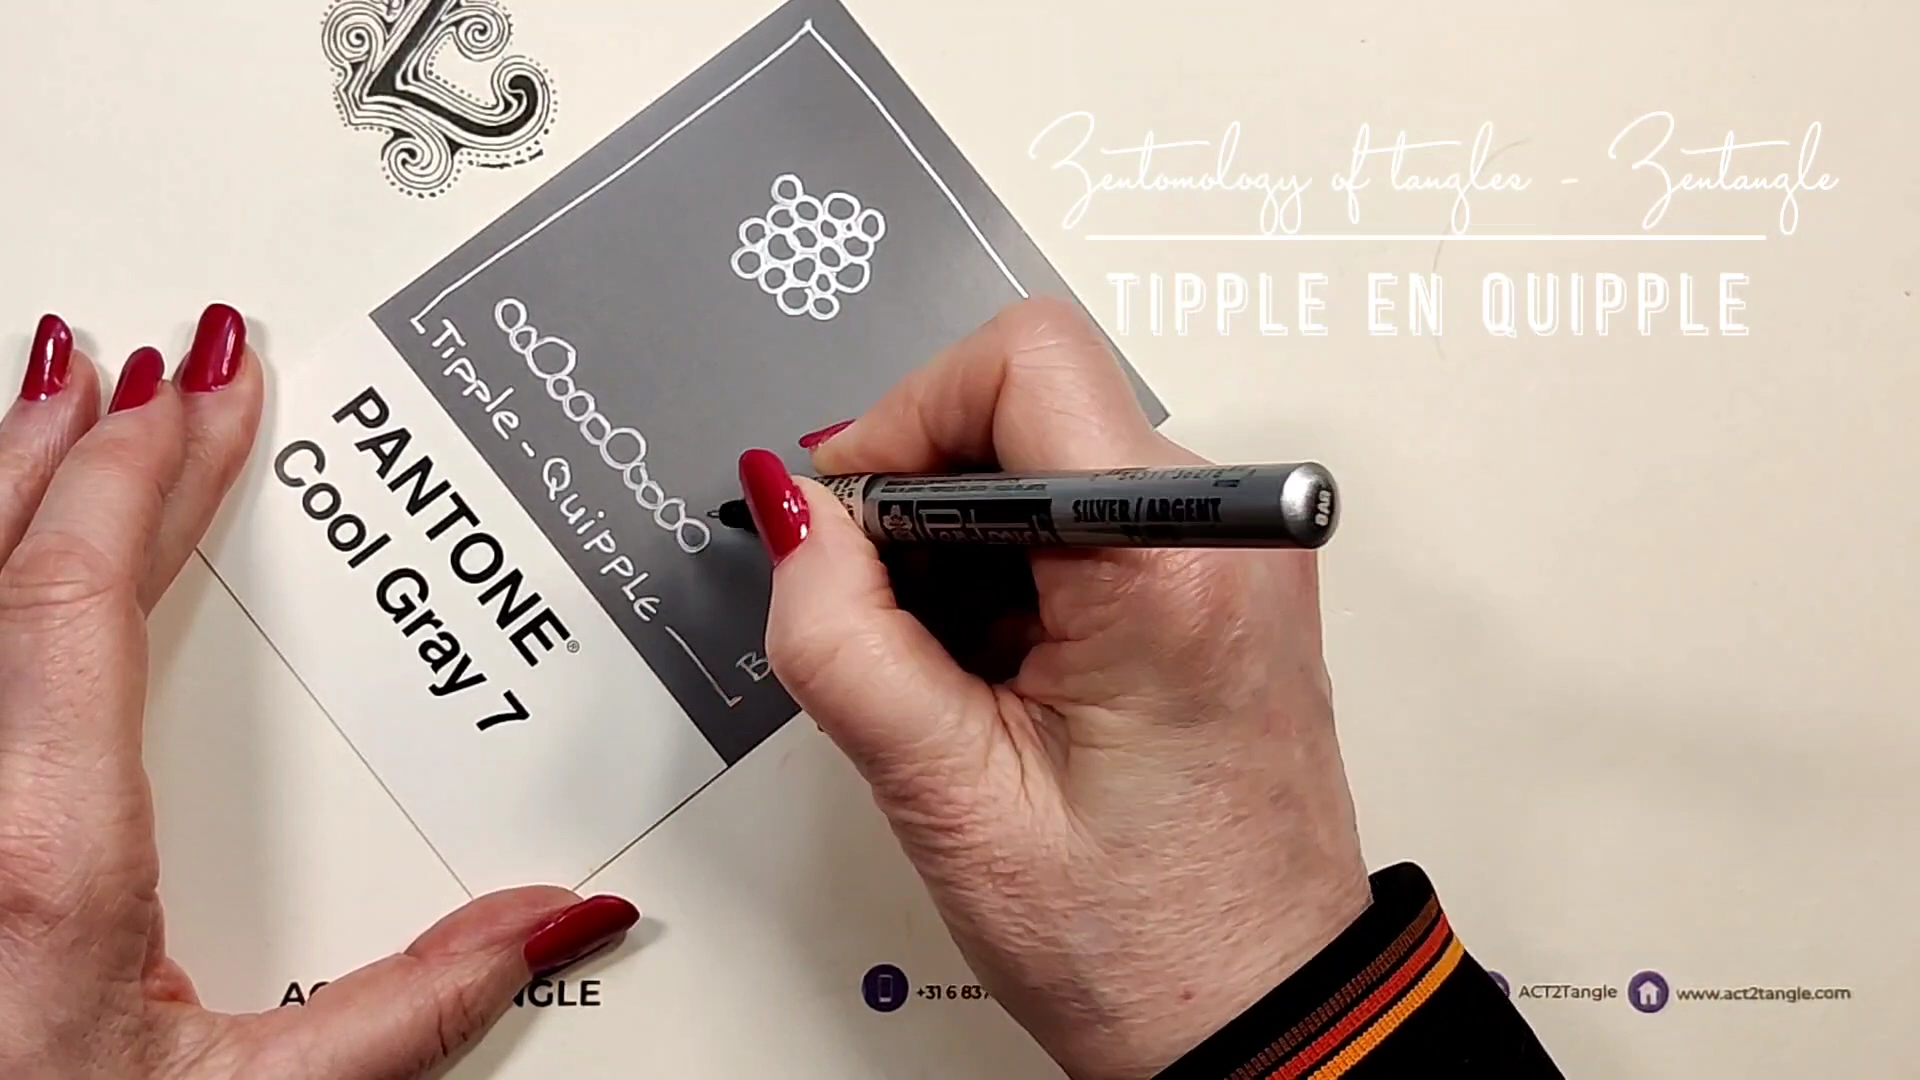 Zentomology of tangles - Zentangle
TIPPLE EN QUIPPLE
Tipple - Quipple
B
PANTONE®
Cool Gray 7
SILVER/ARGENT
+31 6 837
ACT2Tangle
www.act2tangle.com